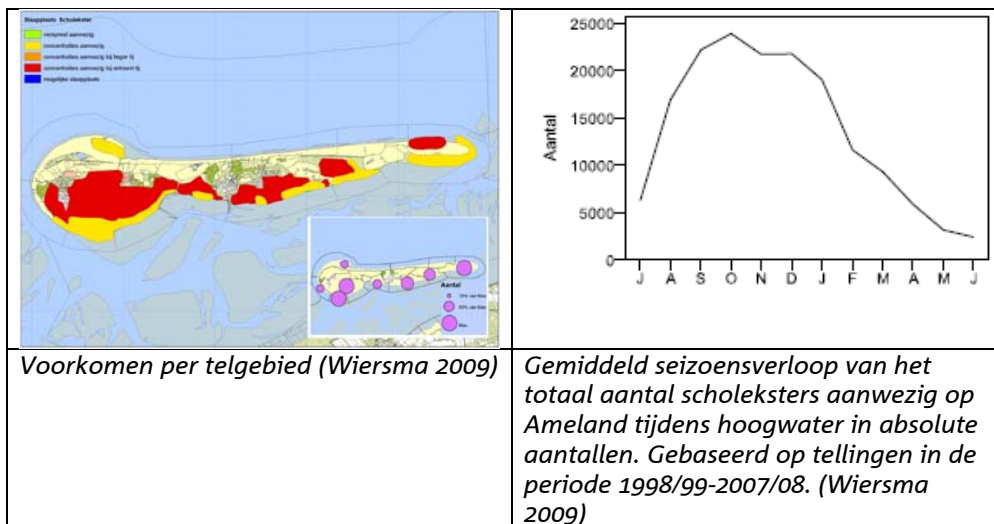 Slaapplaats Scholekster
verspreid aanwezig
concentraties aanwezig
concentraties aanwezig bij hoger tij
concentraties aanwezig bij extreem tij
mogelijke slaapplaats
Aantal
Max
25000
20000
15000
10000
5000
0
Aantal
J A S O N D J F M A M J
Voorkomen per telgebied (Wiersma 2009)
Gemiddeld seizoensverloop van het
totaal aantal scholeksters aanwezig op
Ameland tijdens hoogwater in absolute
aantallen. Gebaseerd op tellingen in de
periode 1998/99-2007/08. (Wiersma
2009)